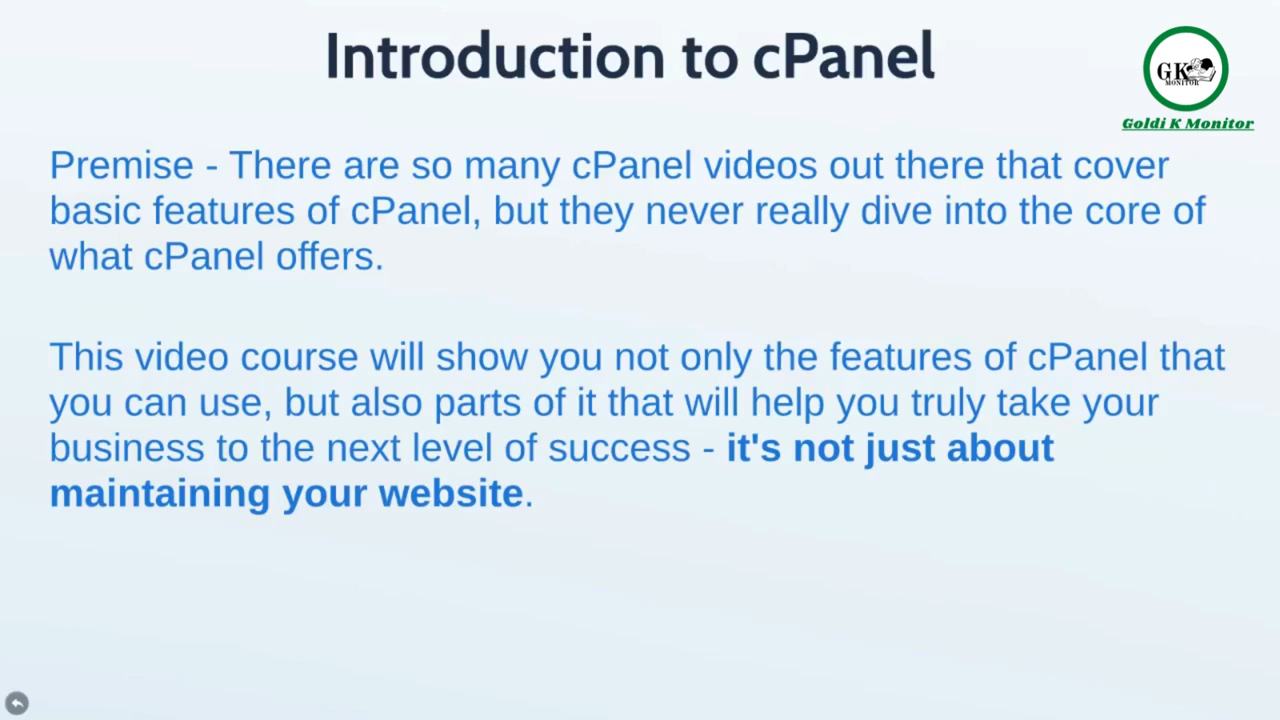 Introduction to cPanel
GK
MONITOR
Goldi K Monitor
Premise - There are so many cPanel videos out there that cover
basic features of cPanel, but they never really dive into the core of
what cPanel offers.
This video course will show you not only the features of cPanel that
you can use, but also parts of it that will help you truly take your
business to the next level of success - it's not just about
maintaining your website.